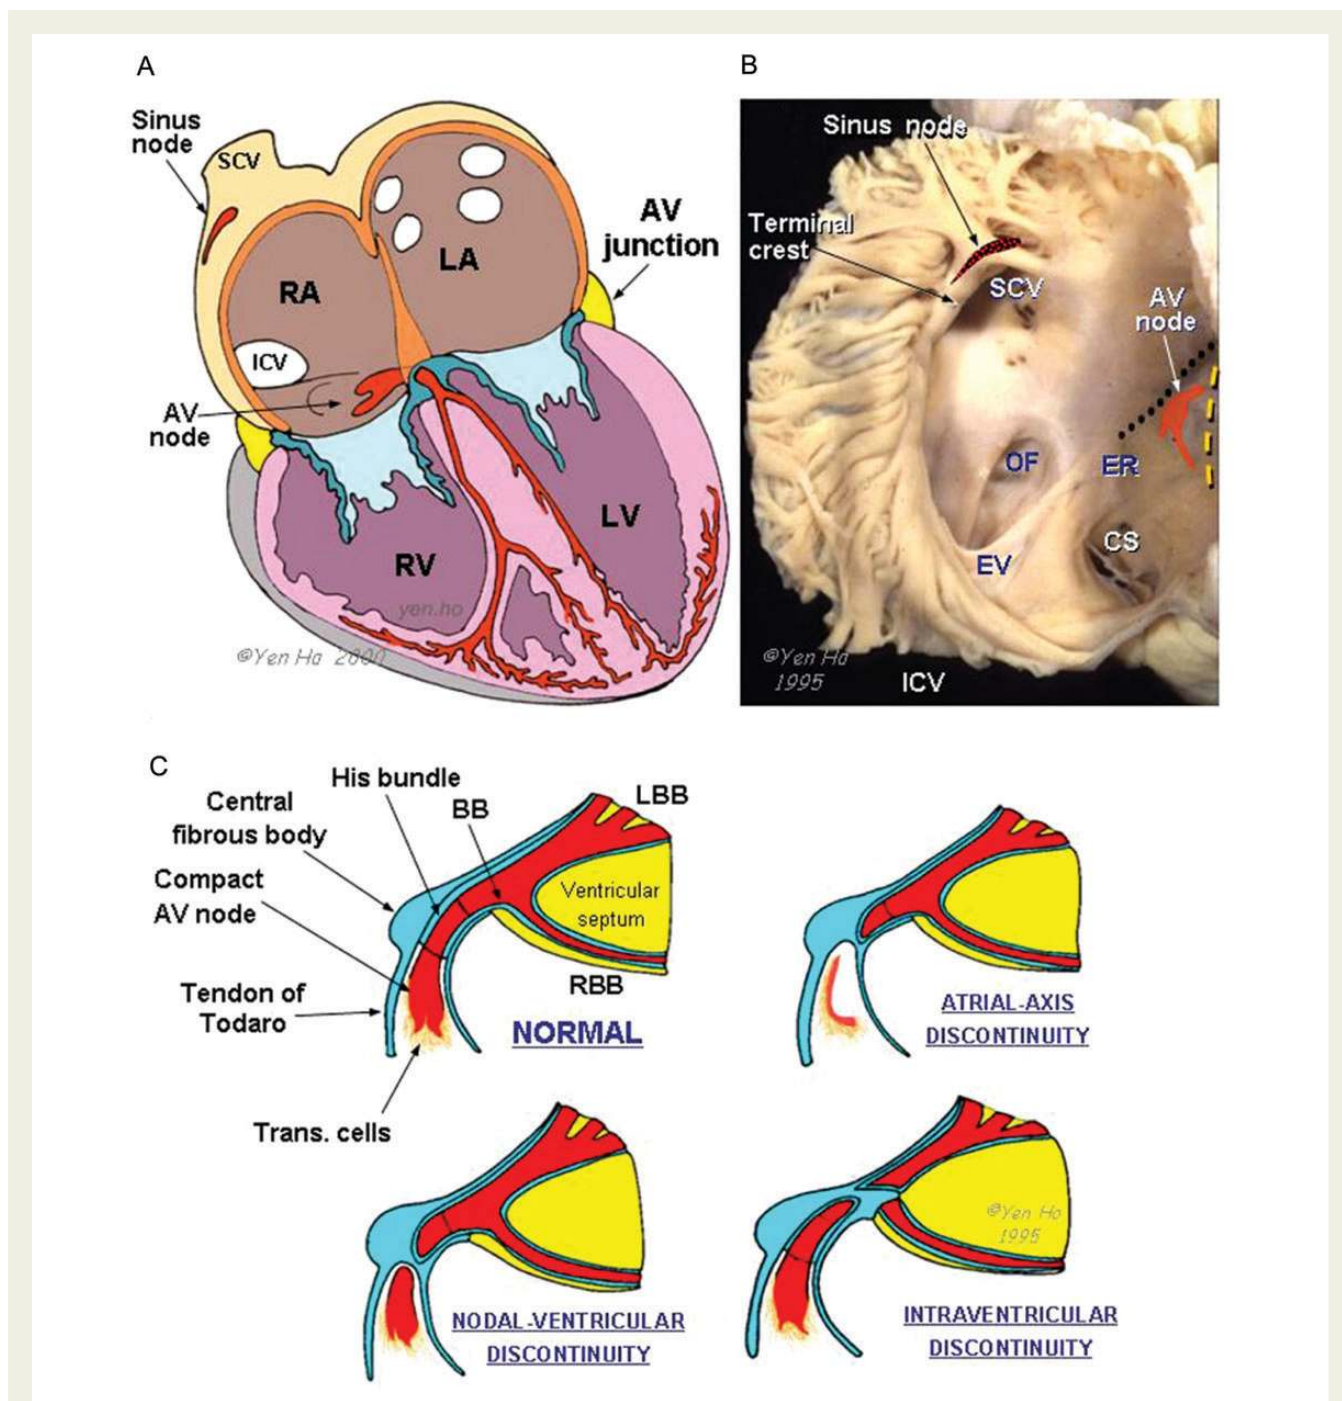 A
Sinus
node
SCV
LA
RA
AV
junction
ICV
AV
node
LV
RV
yen.ho
©Yen Ho 2000
B
Sinus node
Terminal
crest
SCV
AV
node
OF
ER
CS
EV
©Yen Ho
1995
ICV
C
His bundle
Central
fibrous body
BB
LBB
Compact
AV node
Ventricular
septum
Tendon of
Todaro
RBB
NORMAL
Trans. cells
ATRIAL-AXIS
DISCONTINUITY
NODAL-VENTRICULAR
DISCONTINUITY
©Yen Ho
1995
INTRAVENTRICULAR
DISCONTINUITY